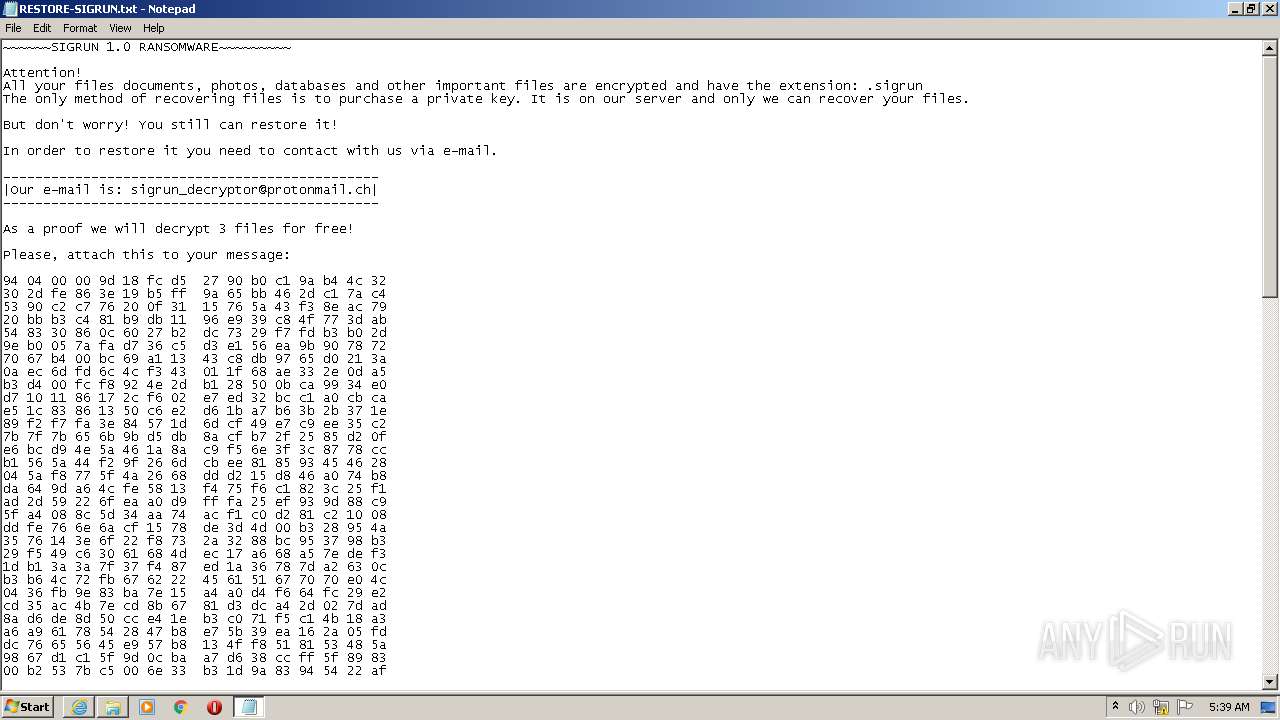 RESTORE-SIGRUN.txt - Notepad
File Edit Format View Help
~~~~~~SIGRUN 1.0 RANSOMWARE~~~~~~~~~
Attention!
All your files documents, photos, databases and other important files are encrypted and have the extension: .sigrun
The only method of recovering files is to purchase a private key. It is on our server and only we can recover your files.
But don't worry! You still can restore it!
In order to restore it you need to contact with us via e-mail.
-----------------------------------------------
|Our e-mail is: sigrun_decryptor@protonmail.ch|
-----------------------------------------------
As a proof we will decrypt 3 files for free!
Please, attach this to your message:
94 04 00 00 9d 18 fc d5  27 90 b0 c1 9a b4 4c 32
30 2d fe 86 3e 19 b5 ff  9a 65 bb 46 2d c1 7a c4
53 90 c2 c7 76 20 0f 31  15 76 5a 43 f3 8e ac 79
20 bb b3 c4 81 b9 db 11  96 e9 39 c8 4f 77 3d ab
54 83 30 86 0c 60 27 b2  dc 73 29 f7 fd b3 b0 2d
9e b0 05 7a fa d7 36 c5  d3 e1 56 ea 9b 90 78 72
70 67 b4 00 bc 69 a1 13  43 c8 db 97 65 d0 21 3a
0a ec 6d fd 6c 4c f3 43  01 1f 68 ae 33 2e 0d a5
b3 d4 00 fc f8 92 4e 2d  b1 28 50 0b ca 99 34 e0
d7 10 11 86 17 2c f6 02  e7 ed 32 bc c1 a0 cb ca
e5 1c 83 86 13 50 c6 e2  d6 1b a7 b6 3b 2b 37 1e
89 f2 f7 fa 3e 84 57 1d  6d cf 49 e7 c9 ee 35 c2
7b 7f 7b 65 6b 9b d5 db  8a cf b7 2f 25 85 d2 0f
e6 bc d9 4e 5a 46 1a 8a  c9 f5 6e 3f 3c 87 78 cc
b1 56 5a 44 f2 9f 26 6d  cb ee 81 85 93 45 46 28
04 5a f8 77 5f 4a 26 68  dd d2 15 d8 46 a0 74 b8
da 64 9d a6 4c fe 58 13  f4 75 f6 c1 82 3c 25 f1
ad 2d 59 22 6f ea a0 d9  ff fa 25 ef 93 9d 88 c9
5f a4 08 8c 5d 34 aa 74  ac f1 c0 d2 81 c2 10 08
dd fe 76 6e 6a cf 15 78  de 3d 4d 00 b3 28 95 4a
35 76 14 3e 6f 22 f8 73  2a 32 88 bc 95 37 98 b3
29 f5 49 c6 30 61 68 4d  ec 17 a6 68 a5 7e de f3
1d b1 3a 3a 7f 37 f4 87  ed 1a 36 78 7d a2 63 0c
b3 b6 4c 72 fb 67 62 22  45 61 51 67 70 70 e0 4c
04 36 fb 9e 83 ba 7e 15  a4 a0 d4 f6 64 fc 29 e2
cd 35 ac 4b 7e cd 8b 67  81 d3 dc a4 2d 02 7d ad
8a d6 de 8d 50 cc e4 1e  b3 c0 71 f5 c1 4b 18 a3
a6 a9 61 78 54 28 47 b8  e7 5b 39 ea 16 2a 05 fd
dc 76 65 56 45 e9 57 b8  13 4f f8 51 81 53 48 5a
98 67 d1 c1 5f 9d 0c ba  a7 d6 38 cc ff 5f 89 83
00 b2 53 7b c5 00 6e 33  b3 1d 9a 83 94 54 22 af
ANY RUN
Start
5:39 AM